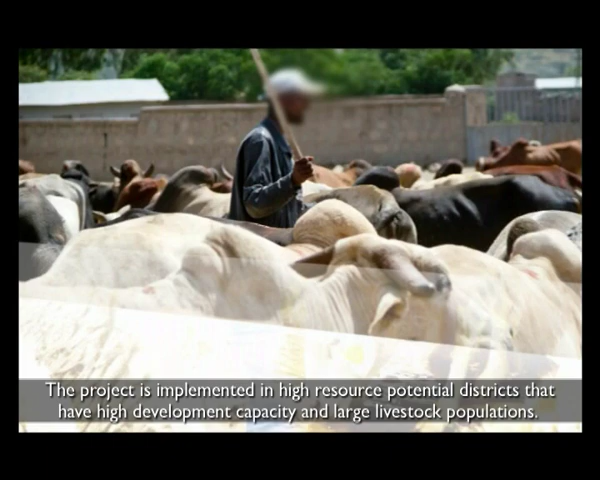 The project is implemented in high resource potential districts that
have high development capacity and large livestock populations.